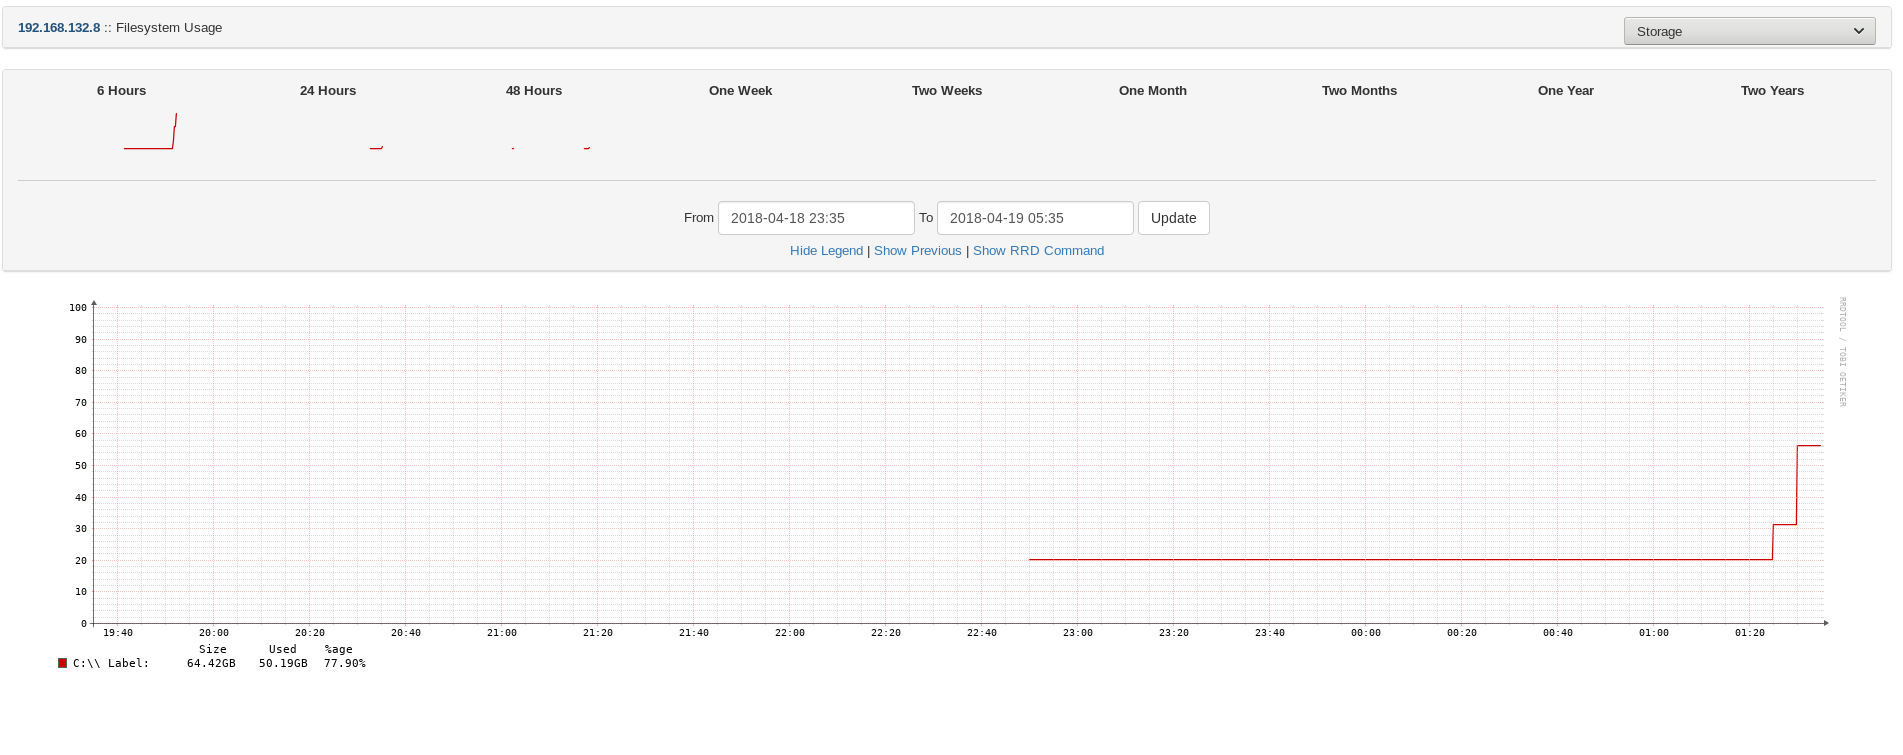 192.168.132.8 :: Filesystem Usage
Storage
6 Hours 24 Hours 48 Hours One Week Two Weeks One Month Two Months One Year Two Years
From 2018-04-18 23:35 To 2018-04-19 05:35 Update
Hide Legend | Show Previous | Show RRD Command
RRDTOOL / TOBI OETIKER
100
90
80
70
60
50
40
30
20
10
0
19:40 20:00 20:20 20:40 21:00 21:20 21:40 22:00 22:20 22:40 23:00 23:20 23:40 00:00 00:20 00:40 01:00 01:20
Size Used %age
C:\\ Label: 64.42GB 50.19GB 77.90%